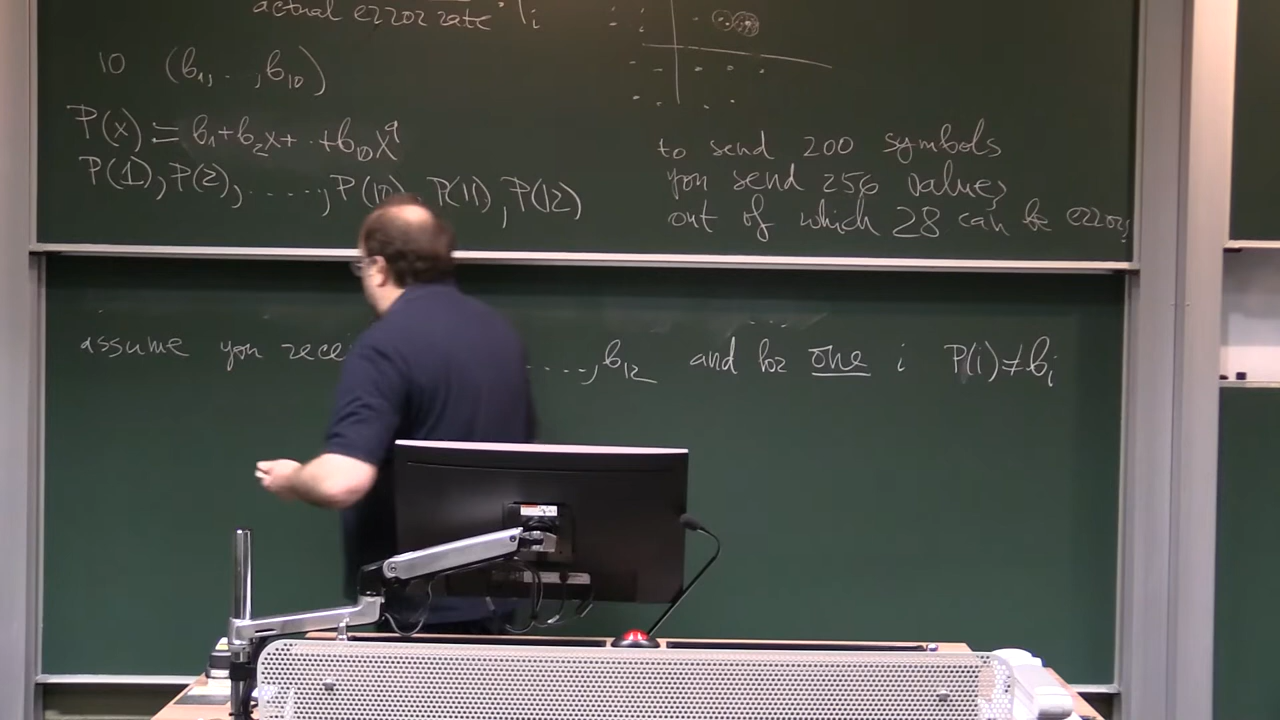 actual error rate
10 (b₁, .. , b₁₀)
P(x) := b₁+b₂x+ ..+b₁₀x⁹
P(1), P(2), ....., P(10), P(11), P(12)
to send 200 symbols
you send 256 values
out of which 28 can be errors
assume you ...., b₁₂ and for one i P(i)≠bᵢ